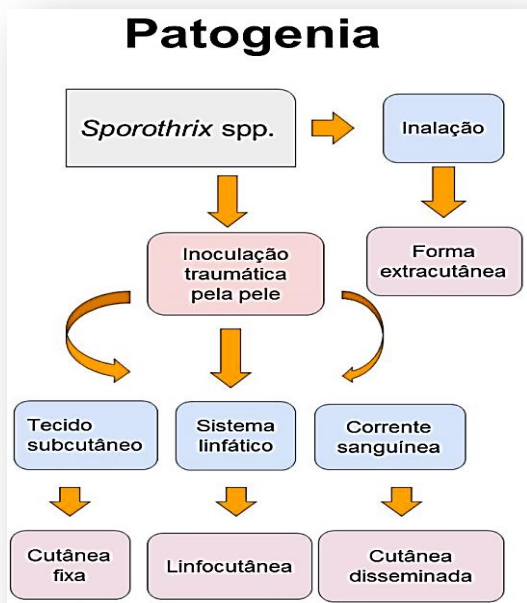 Patogenia
Sporothrix spp.
Inalação
Inoculação
traumática
pela pele
Forma
extracutânea
Tecido
subcutâneo
Sistema
linfático
Corrente
sanguínea
Cutânea
fixa
Linfocutânea
Cutânea
disseminada